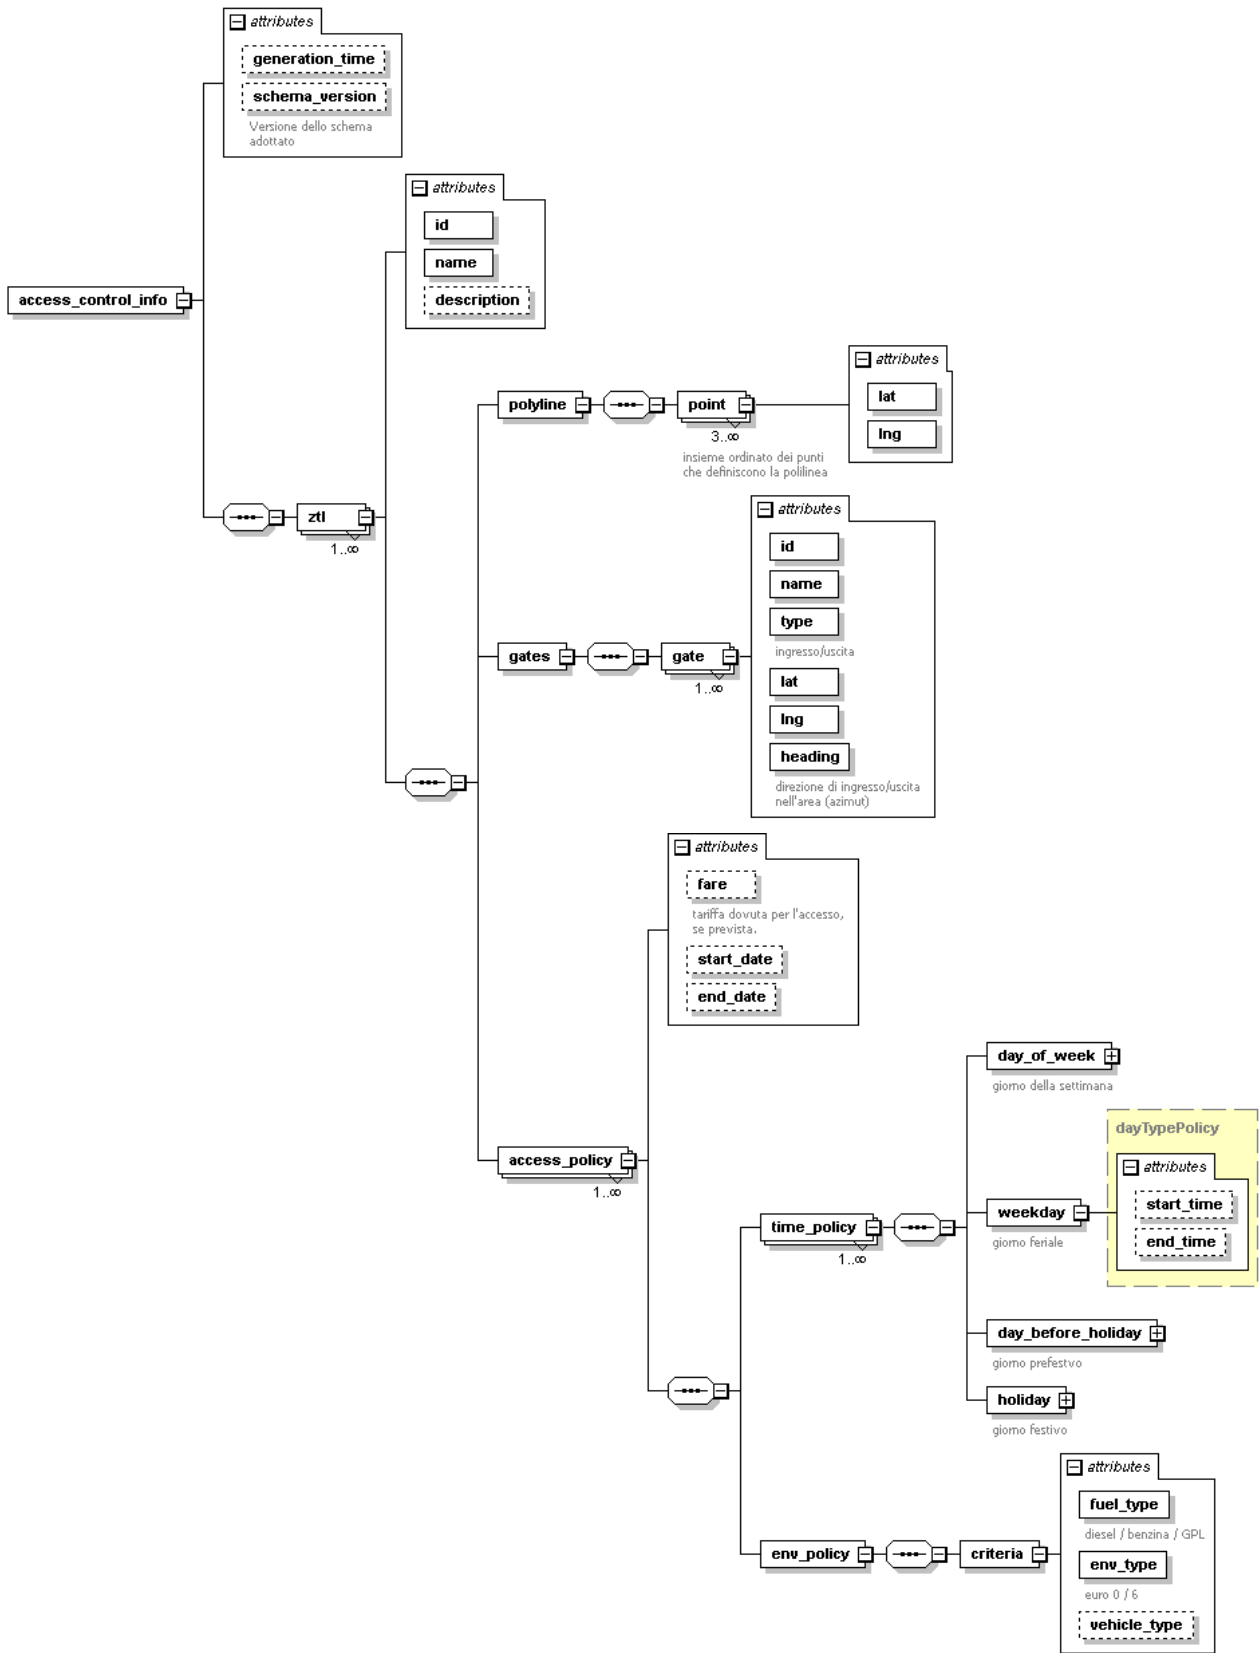 attributes
generation_time
schema_version
Versione dello schema
adottato
attributes
id
name
description
access_control_info
attributes
lat
lng
polyline
point
3..∞
insieme ordinato dei punti
che definiscono la polilinea
ztl
1..∞
attributes
id
name
type
ingresso/uscita
lat
lng
heading
direzione di ingresso/uscita
nell'area (azimut)
gates
gate
1..∞
attributes
fare
tariffa dovuta per l'accesso,
se prevista.
start_date
end_date
access_policy
1..∞
day_of_week
giorno della settimana
dayTypePolicy
attributes
start_time
end_time
time_policy
1..∞
weekday
giorno feriale
day_before_holiday
giorno prefestvo
holiday
giorno festivo
attributes
fuel_type
diesel / benzina / GPL
env_type
euro 0 / 6
vehicle_type
env_policy
criteria